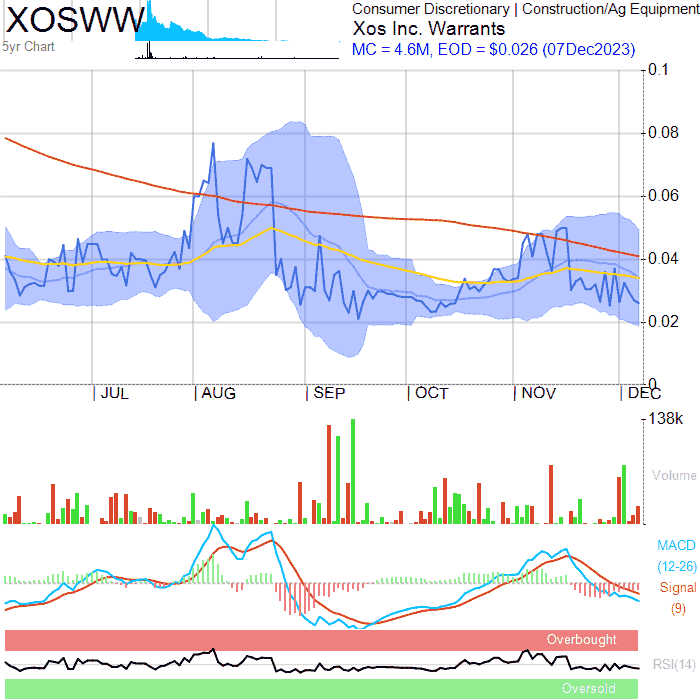 XOSWW
5yr Chart
Consumer Discretionary | Construction/Ag Equipment
Xos Inc. Warrants
MC = 4.6M, EOD = $0.026 (07Dec2023)
0.1
0.08
0.06
0.04
0.02
0
JUL AUG SEP OCT NOV DEC
138k
Volume
MACD
(12-26)
Signal
(9)
Overbought
RSI(14)
Oversold